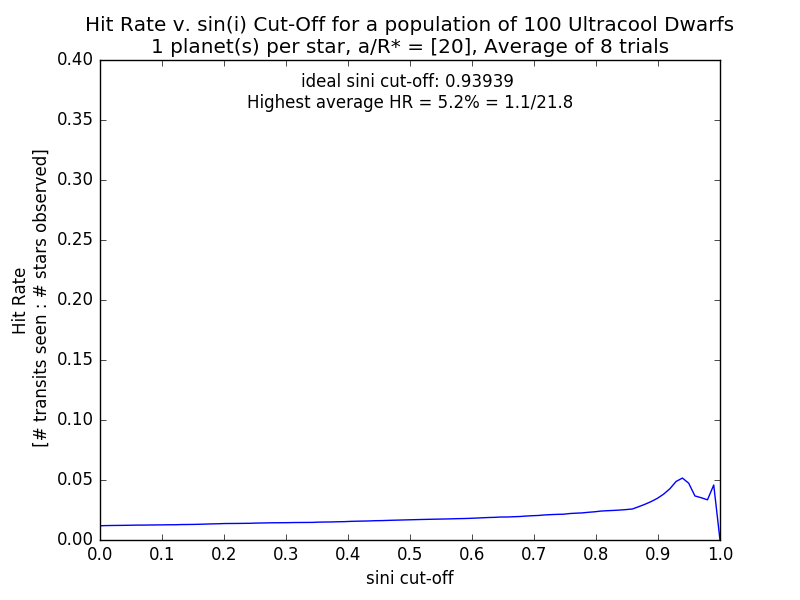 Hit Rate v. sin(i) Cut-Off for a population of 100 Ultracool Dwarfs
1 planet(s) per star, a/R* = [20], Average of 8 trials
ideal sini cut-off: 0.93939
Highest average HR = 5.2% = 1.1/21.8
Hit Rate
[# transits seen : # stars observed]
0.40
0.35
0.30
0.25
0.20
0.15
0.10
0.05
0.00
0.0 0.1 0.2 0.3 0.4 0.5 0.6 0.7 0.8 0.9 1.0
sini cut-off